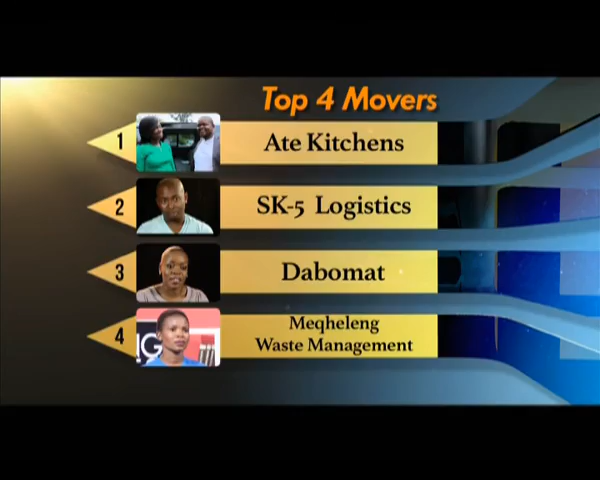 Top 4 Movers
1
Ate Kitchens
2
SK-5 Logistics
3
Dabomat
4
Meqheleng
Waste Management